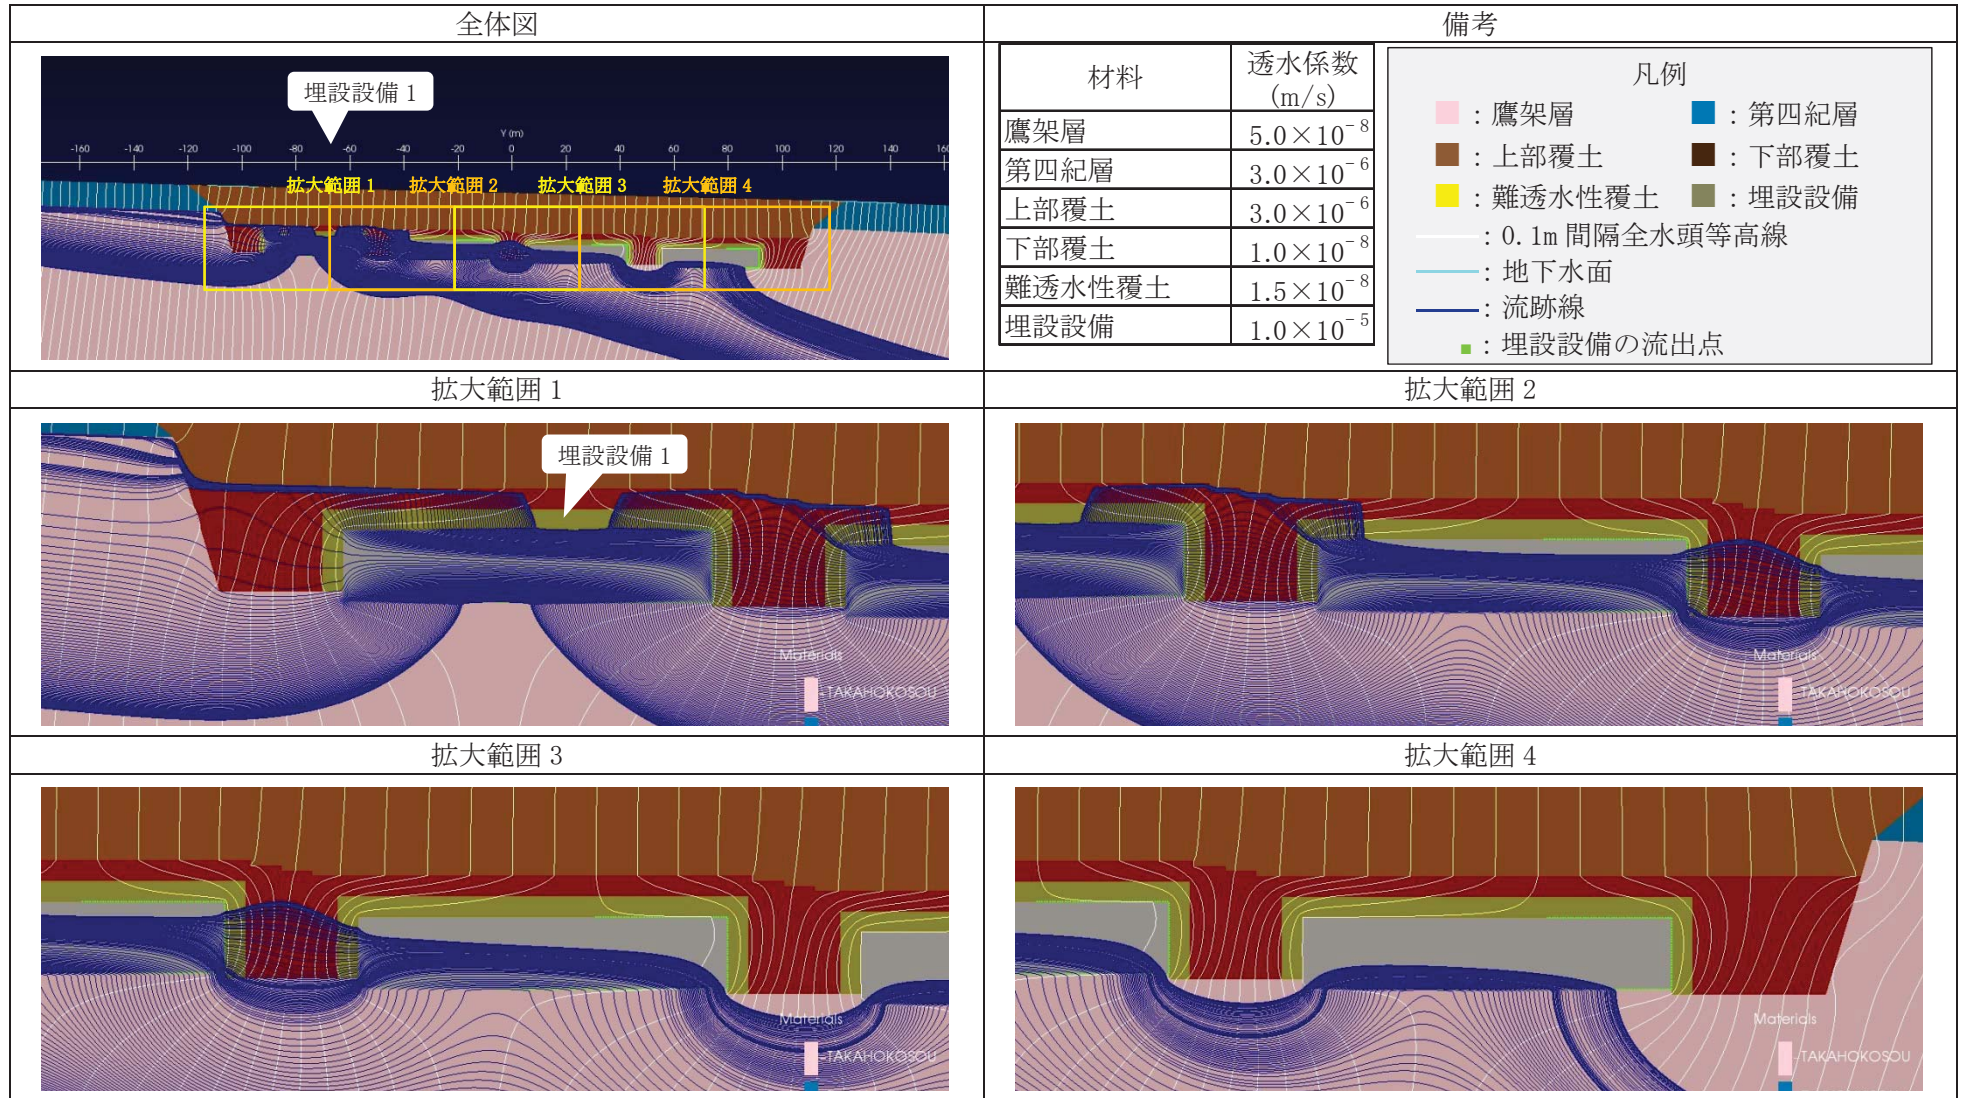 全体図
備考
埋設設備 1
Y (m)
-160 -140 -120 -100 -80 -60 -40 -20 0 20 40 60 80 100 120 140 160
拡大範囲 1 拡大範囲 2 拡大範囲 3 拡大範囲 4
材料 透水係数 (m/s)
鷹架層 5.0×10⁻⁸
第四紀層 3.0×10⁻⁶
上部覆土 3.0×10⁻⁶
下部覆土 1.0×10⁻⁸
難透水性覆土 1.5×10⁻⁸
埋設設備 1.0×10⁻⁵
凡例
：鷹架層 ：第四紀層
：上部覆土 ：下部覆土
：難透水性覆土 ：埋設設備
：0.1m 間隔全水頭等高線
：地下水面
：流跡線
：埋設設備の流出点
拡大範囲 1
拡大範囲 2
埋設設備 1
Materials
TAKAHOKOSOU
Materials
TAKAHOKOSOU
拡大範囲 3
拡大範囲 4
Materials
TAKAHOKOSOU
Materials
TAKAHOKOSOU